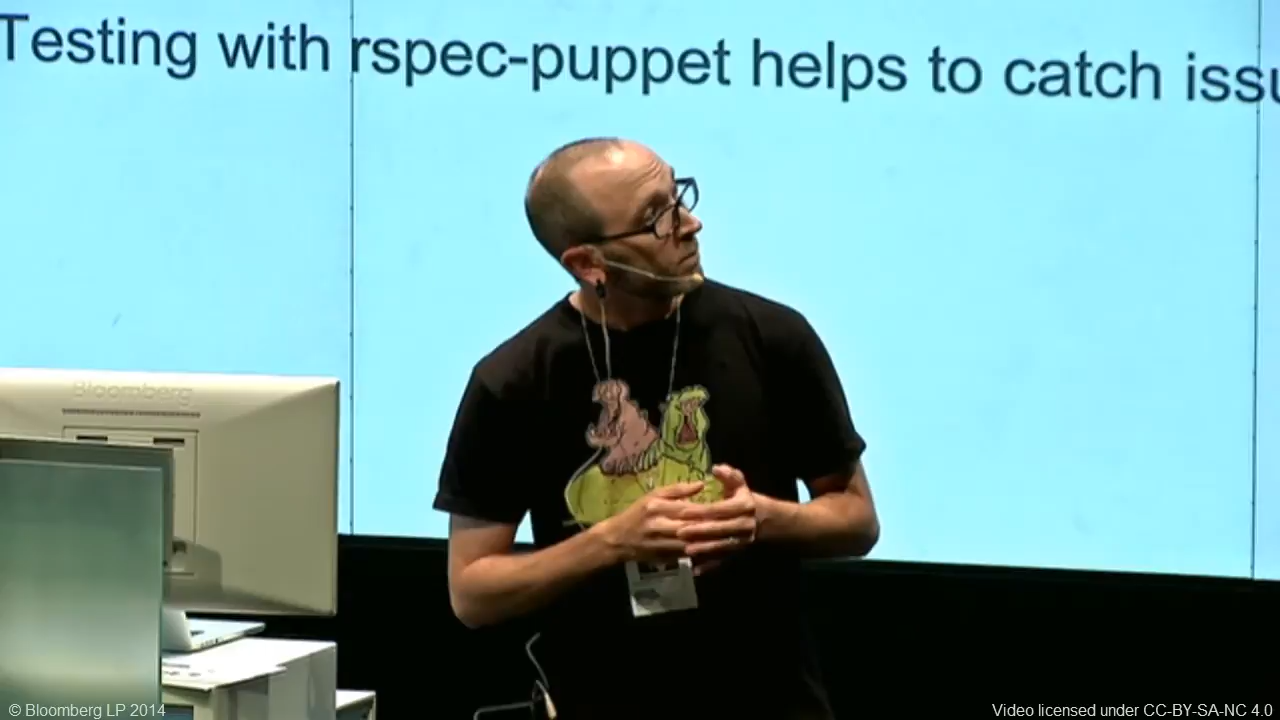 Testing with rspec-puppet helps to catch issu
Bloomberg
© Bloomberg LP 2014
Video licensed under CC-BY-SA-NC 4.0